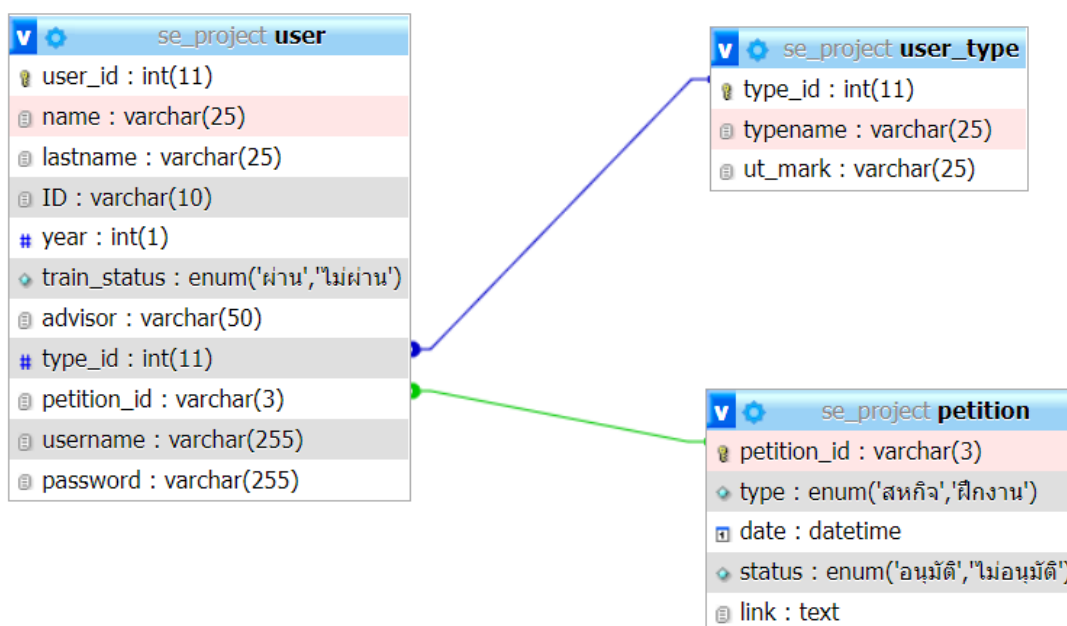 se_project user
user_id : int(11)
name : varchar(25)
lastname : varchar(25)
ID : varchar(10)
year : int(1)
train_status : enum('ผ่าน','ไม่ผ่าน')
advisor : varchar(50)
type_id : int(11)
petition_id : varchar(3)
username : varchar(255)
password : varchar(255)
se_project user_type
type_id : int(11)
typename : varchar(25)
ut_mark : varchar(25)
se_project petition
petition_id : varchar(3)
type : enum('สหกิจ','ฝึกงาน')
date : datetime
status : enum('อนุมัติ','ไม่อนุมัติ')
link : text